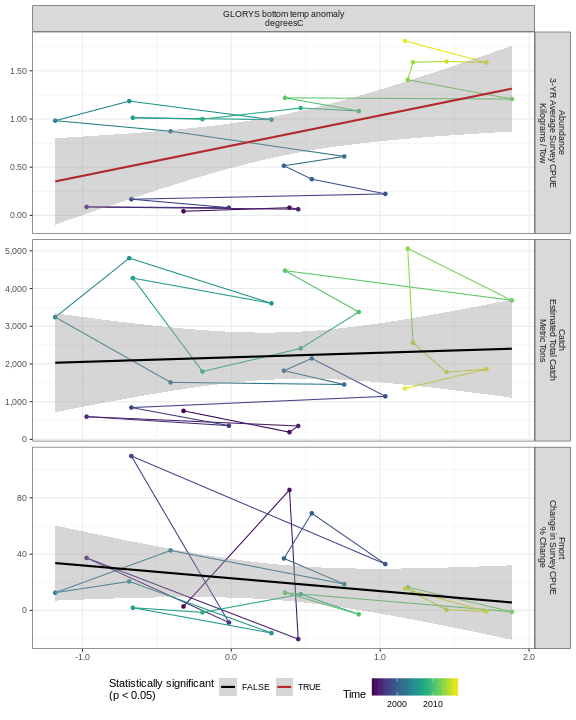 GLORYS bottom temp anomaly
degreesC
1.50
1.00
0.50
0.00
Abundance
3-YR Average Survey CPUE
Kilograms / Tow
5,000
4,000
3,000
2,000
1,000
0
Catch
Estimated Total Catch
Metric Tons
80
40
0
Fmort
Change in Survey CPUE
% Change
-1.0
0.0
1.0
2.0
Statistically significant
(p < 0.05)
FALSE
TRUE
Time
2000
2010